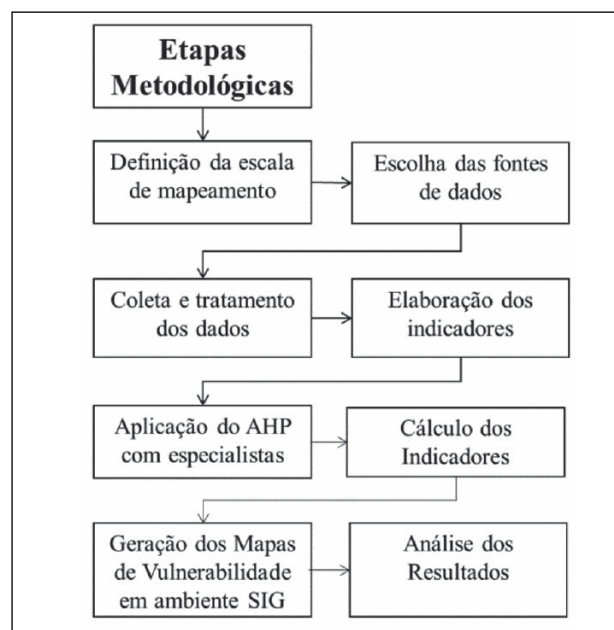 Etapas
Metodológicas
Definição da escala
de mapeamento
Escolha das fontes
de dados
Coleta e tratamento
dos dados
Elaboração dos
indicadores
Aplicação do AHP
com especialistas
Cálculo dos
Indicadores
Geração dos Mapas
de Vulnerabilidade
em ambiente SIG
Análise dos
Resultados